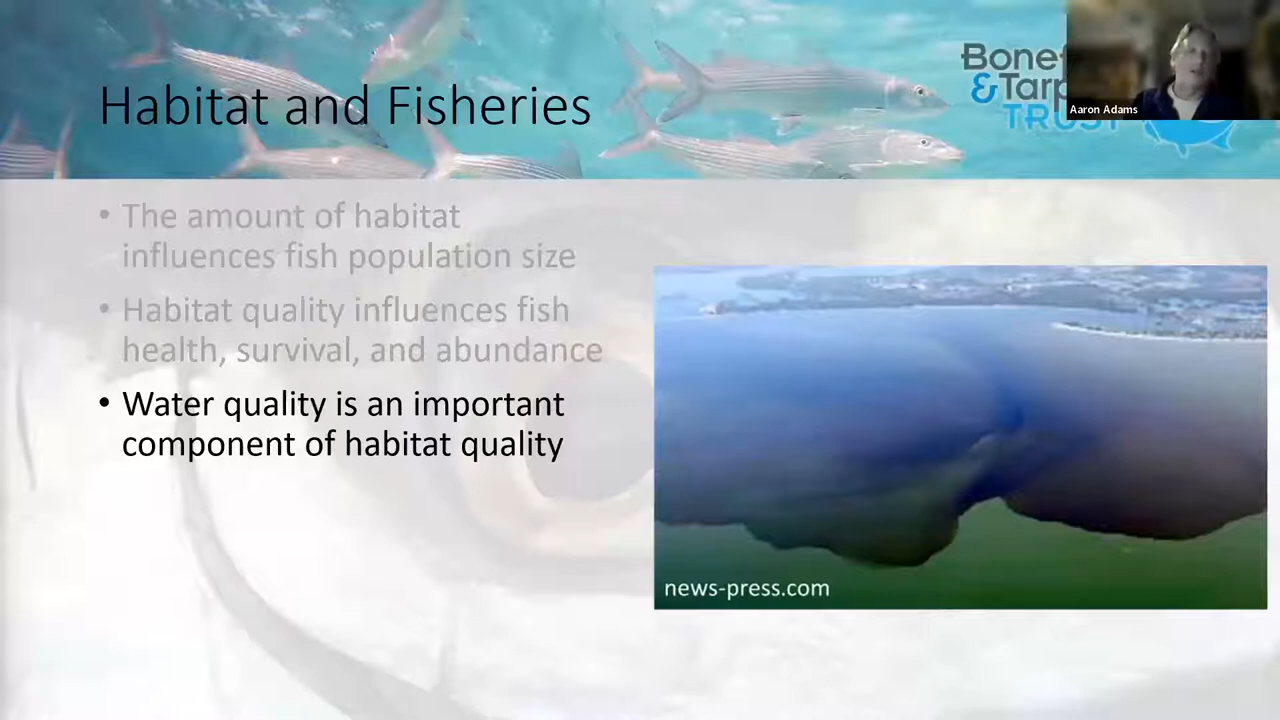 Habitat and Fisheries
& 
TRUST
Aaron Adams
• The amount of habitat
influences fish population size
• Habitat quality influences fish
health, survival, and abundance
• Water quality is an important
component of habitat quality
news-press.com